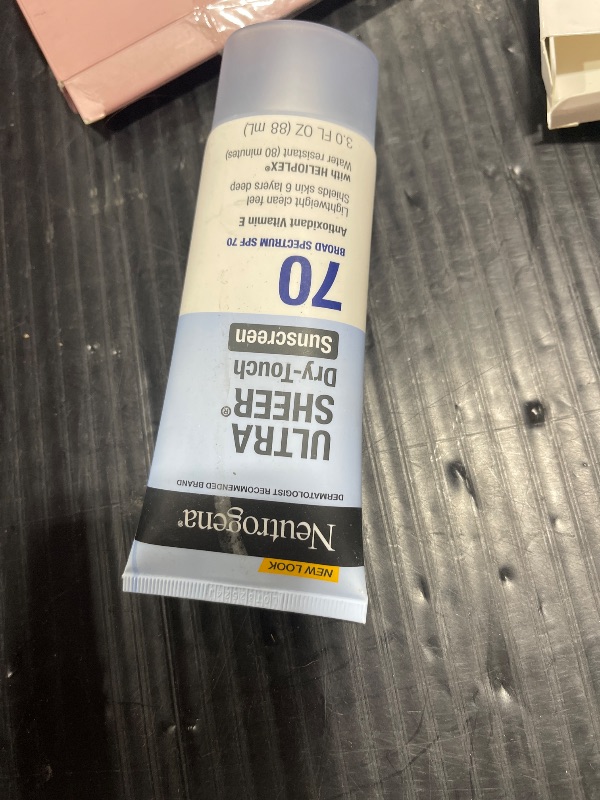 NEW LOOK
Neutrogena®
DERMATOLOGIST RECOMMENDED BRAND
ULTRA
SHEER®
Dry-Touch
Sunscreen
70
BROAD SPECTRUM SPF 70
Antioxidant Vitamin E
Lightweight clean feel
Shields skin 6 layers deep
with HELIOPLEX®
Water resistant (80 minutes)
3.0 FL OZ (88 mL)